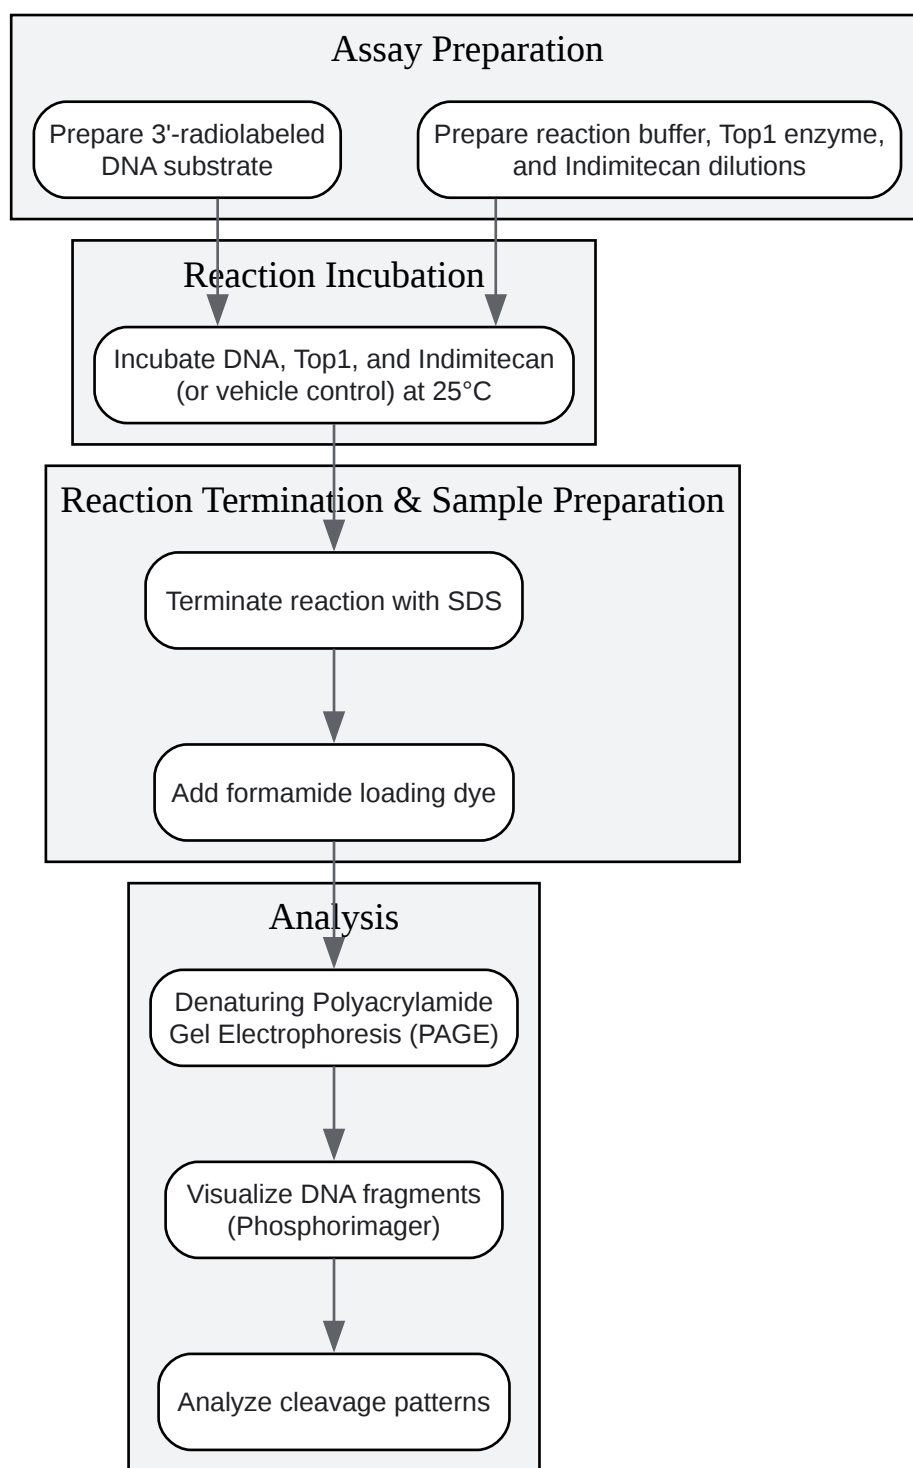 Assay Preparation
Prepare 3'-radiolabeled
DNA substrate
Prepare reaction buffer, Top1 enzyme,
and Indimitecan dilutions
Reaction Incubation
Incubate DNA, Top1, and Indimitecan
(or vehicle control) at 25°C
Reaction Termination & Sample Preparation
Terminate reaction with SDS
Add formamide loading dye
Analysis
Denaturing Polyacrylamide
Gel Electrophoresis (PAGE)
Visualize DNA fragments
(Phosphorimager)
Analyze cleavage patterns